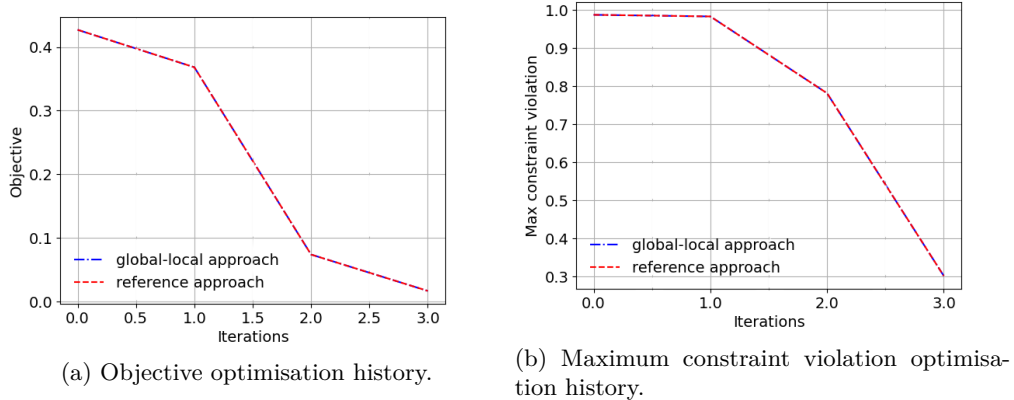 0.4
0.3
0.2
0.1
0.0
Objective
global-local approach
reference approach
0.0 0.5 1.0 1.5 2.0 2.5 3.0
Iterations
(a) Objective optimisation history.
1.0
0.9
0.8
0.7
0.6
0.5
0.4
0.3
Max constraint violation
global-local approach
reference approach
0.0 1.0 2.0 3.0
Iterations
(b) Maximum constraint violation optimisa-
tion history.